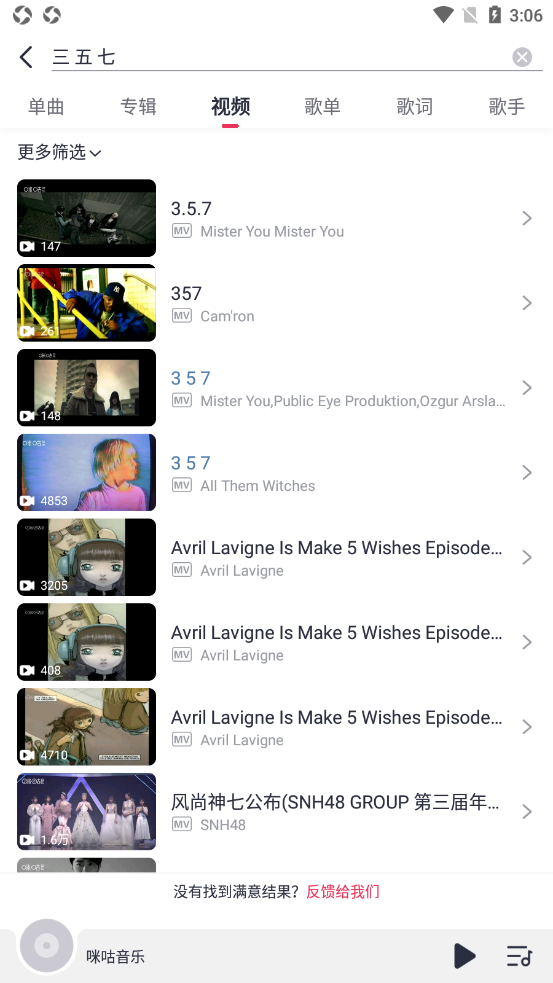 3:06
三 五 七
单曲 专辑 视频 歌单 歌词 歌手
更多筛选
3.5.7
MV Mister You Mister You
147
357
MV Cam'ron
26
3 5 7
MV Mister You,Public Eye Produktion,Ozgur Arsla...
148
3 5 7
MV All Them Witches
4853
Avril Lavigne Is Make 5 Wishes Episode...
MV Avril Lavigne
3205
Avril Lavigne Is Make 5 Wishes Episode...
MV Avril Lavigne
408
Avril Lavigne Is Make 5 Wishes Episode...
MV Avril Lavigne
4710
风尚神七公布(SNH48 GROUP 第三届年...
MV SNH48
1.6万
没有找到满意结果? 反馈给我们
咪咕音乐